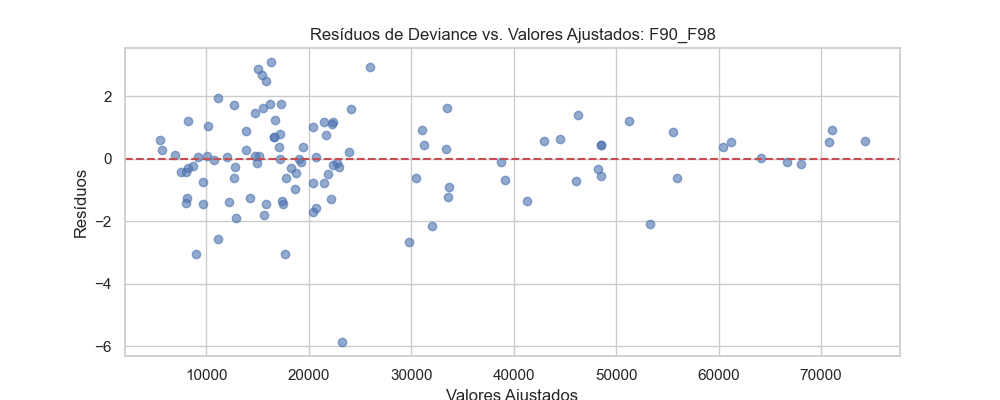 Resíduos de Deviance vs. Valores Ajustados: F90_F98
Resíduos
2
0
−2
−4
−6
10000 20000 30000 40000 50000 60000 70000
Valores Ajustados